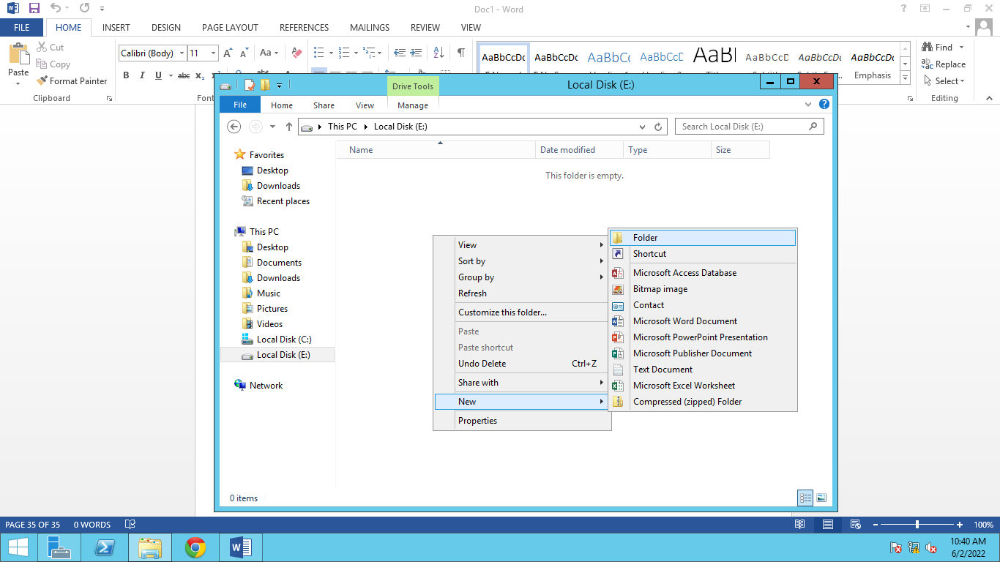 Doc1 - Word
FILE HOME INSERT DESIGN PAGE LAYOUT REFERENCES MAILINGS REVIEW VIEW
Paste
Cut
Copy
Format Painter
Clipboard
Calibri (Body) 11
Aa
B I U abc x₂
Font
AaBbCcDc AaBbCcDc AaBbCc AaBbCcD AaB AaBbCcD AaBbCcDc AaBbCcDc
Emphasis
Find
Replace
Select
Editing
Drive Tools
Local Disk (E:)
File Home Share View Manage
This PC Local Disk (E:)
Search Local Disk (E:)
Name Date modified Type Size
This folder is empty.
Favorites
Desktop
Downloads
Recent places
This PC
Desktop
Documents
Downloads
Music
Pictures
Videos
Local Disk (C:)
Local Disk (E:)
Network
View
Sort by
Group by
Refresh
Customize this folder...
Paste
Paste shortcut
Undo Delete Ctrl+Z
Share with
New
Properties
Folder
Shortcut
Microsoft Access Database
Bitmap image
Contact
Microsoft Word Document
Microsoft PowerPoint Presentation
Microsoft Publisher Document
Text Document
Microsoft Excel Worksheet
Compressed (zipped) Folder
0 items
PAGE 35 OF 35 0 WORDS 100%
10:40 AM
6/2/2022